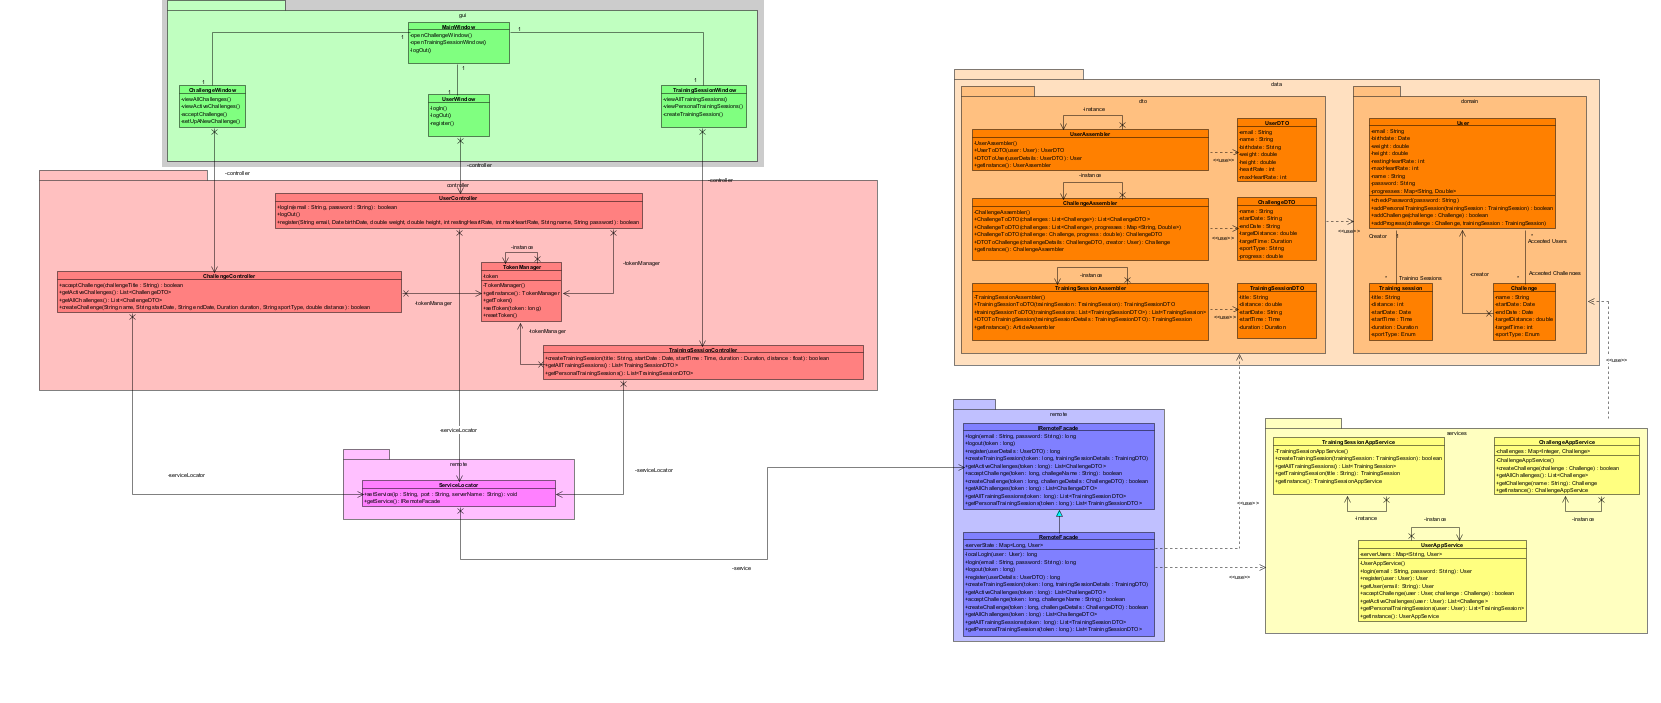 gui
MainWindow
-openChallengeWindow()
-openTrainingSessionWindow()
-logOut()
1
1
1
1
1
1
ChallengeWindow
-viewAllChallenges()
-viewActiveChallenges()
-acceptChallenge()
-setUpANewChallenge()
UserWindow
-login()
-logOut()
-register()
TrainingSessionWindow
-viewAllTrainingSessions()
-viewPersonalTrainingSessions()
-createTrainingSession()
-controller
-controller
-controller
controller
UserController
+login(email : String, password : String) : boolean
+logOut()
+register(String email, Date birthDate, double weight, double height, int restingHeartRate, int maxHeartRate, String name, String password) : boolean
-instance
TokenManager
-token
-TokenManager()
+getInstance() : TokenManager
+getToken()
+setToken(token : long)
+resetToken()
-tokenManager
-tokenManager
-tokenManager
ChallengeController
+acceptChallenge(challengeTitle : String) : boolean
+getActiveChallenges() : List<ChallengeDTO>
+getAllChallenges() : List<ChallengeDTO>
+createChallenge(String name, String startDate, String endDate, Duration duration, String sportType, double distance) : boolean
TrainingSessionController
+createTrainingSession(title : String, startDate : Date, startTime : Time, duration : Duration, distance : float) : boolean
+getAllTrainingSessions() : List<TrainingSessionDTO>
+getPersonalTrainingSessions() : List<TrainingSessionDTO>
-serviceLocator
-serviceLocator
-serviceLocator
remote
ServiceLocator
+setService(ip : String, port : String, serverName : String) : void
+getService() : IRemoteFacade
-service
data
dto
-instance
UserAssembler
-UserAssembler()
+UserToDTO(user : User) : UserDTO
+DTOToUser(userDetails : UserDTO) : User
+getInstance() : UserAssembler
<<use>>
UserDTO
-email : String
-name : String
-birthdate : String
-weight : double
-height : double
-heartRate : int
-maxHeartRate : int
-instance
ChallengeAssembler
-ChallengeAssembler()
+ChallengeToDTO(challenges : List<Challenge>) : List<ChallengeDTO>
+ChallengeToDTO(challenges : List<Challenge>, progresses : Map<String, Double>)
+ChallengeToDTO(challenge : Challenge, progress : double) : ChallengeDTO
+DTOToChallenge(challengeDetails : ChallengeDTO, creator : User) : Challenge
+getInstance() : ChallengeAssembler
<<use>>
ChallengeDTO
-name : String
-startDate : String
-endDate : String
-targetDistance : double
-targetTime : Duration
-sportType : String
-progress : double
-instance
TrainingSessionAssembler
-TrainingSessionAssembler()
+TrainingSessionToDTO(trainingSession : TrainingSession) : TrainingSessionDTO
+trainingSessionToDTO(trainingSessions : List<TrainingSessionDTO>) : List<TrainingSession>
+DTOToTrainingSession(trainingSessionDetails : TrainingSessionDTO) : TrainingSession
+getInstance() : ArticleAssembler
<<use>>
TrainingSessionDTO
-title : String
-distance : double
-startDate : String
-startTime : Time
-duration : Duration
<<use>>
domain
User
-email : String
-birthdate : Date
-weight : double
-height : double
-restingHeartRate : int
-maxHeartRate : int
-name : String
-password : String
-progresses : Map<String, Double>
+checkPassword(password : String)
+addPersonalTrainingSession(trainingSession : TrainingSession) : boolean
+addChallenge(challenge : Challenge) : boolean
+addProgress(challenge : Challenge, trainingSession : TrainingSession)
Creator
1
*
Accepted Users
-creator
*
Training Sessions
*
Accepted Challenges
Training session
-title : String
-distance : int
-startDate : Date
-startTime : Time
-duration : Duration
-sportType : Enum
Challenge
-name : String
-startDate : Date
-endDate : Date
-targetDistance : double
-targetTime : int
-sportType : Enum
<<use>>
remote
IRemoteFacade
+login(email : String, password : String) : long
+logout(token : long)
+register(userDetails : UserDTO) : long
+createTrainingSession(token : long, trainingSessionDetails : TrainingDTO)
+getActiveChallenges(token : long) : List<ChallengeDTO>
+acceptChallenge(token : long, challegeName : String) : boolean
+createChallenge(token : long, challengeDetails : ChallengeDTO) : boolean
+getAllChallenges(token : long) : List<ChallengeDTO>
+getAllTrainingSessions(token : long) : List<TrainingSessionDTO>
+getPersonalTrainingSessions(token : long) : List<TrainingSessionDTO>
RemoteFacade
-serverState : Map<Long, User>
-localLogin(user : User) : long
+login(email : String, password : String) : long
+logout(token : long)
+register(userDetails : UserDTO) : long
+createTrainingSession(token : long, trainingSessionDetails : TrainingDTO)
+getActiveChallenges(token : long) : List<ChallengeDTO>
+acceptChallenge(token : long, challengeName : String) : boolean
+createChallenge(token : long, challengeDetails : ChallengeDTO) : boolean
+getAllChallenges(token : long) : List<ChallengeDTO>
+getAllTrainingSessions(token : long) : List<TrainingSessionDTO>
+getPersonalTrainingSessions(token : long) : List<TrainingSessionDTO>
<<use>>
<<use>>
services
TrainingSessionAppService
-TrainingSessionAppService()
+createTrainingSession(trainingSession : TrainingSession) : boolean
+getAllTrainingSessions() : List<TrainingSession>
+getTrainingSession(title : String) : TrainingSession
+getInstance() : TrainingSessionAppService
-instance
ChallengeAppService
-challenges : Map<Integer, Challenge>
-ChallengeAppService()
+createChallenge(challenge : Challenge) : boolean
+getAllChallenges() : List<Challenge>
+getChallenge(name : String) : Challenge
+getInstance() : ChallengeAppService
-instance
-instance
UserAppService
-serverUsers : Map<String, User>
-UserAppService()
+login(email : String, password : String) : User
+register(user : User) : User
+getUser(email : String) : User
+acceptChallenge(user : User, challenge : Challenge) : boolean
+getActiveChallenges(user : User) : List<Challenge>
+getPersonalTrainingSessions(user : User) : List<TrainingSession>
+getInstance() : UserAppService